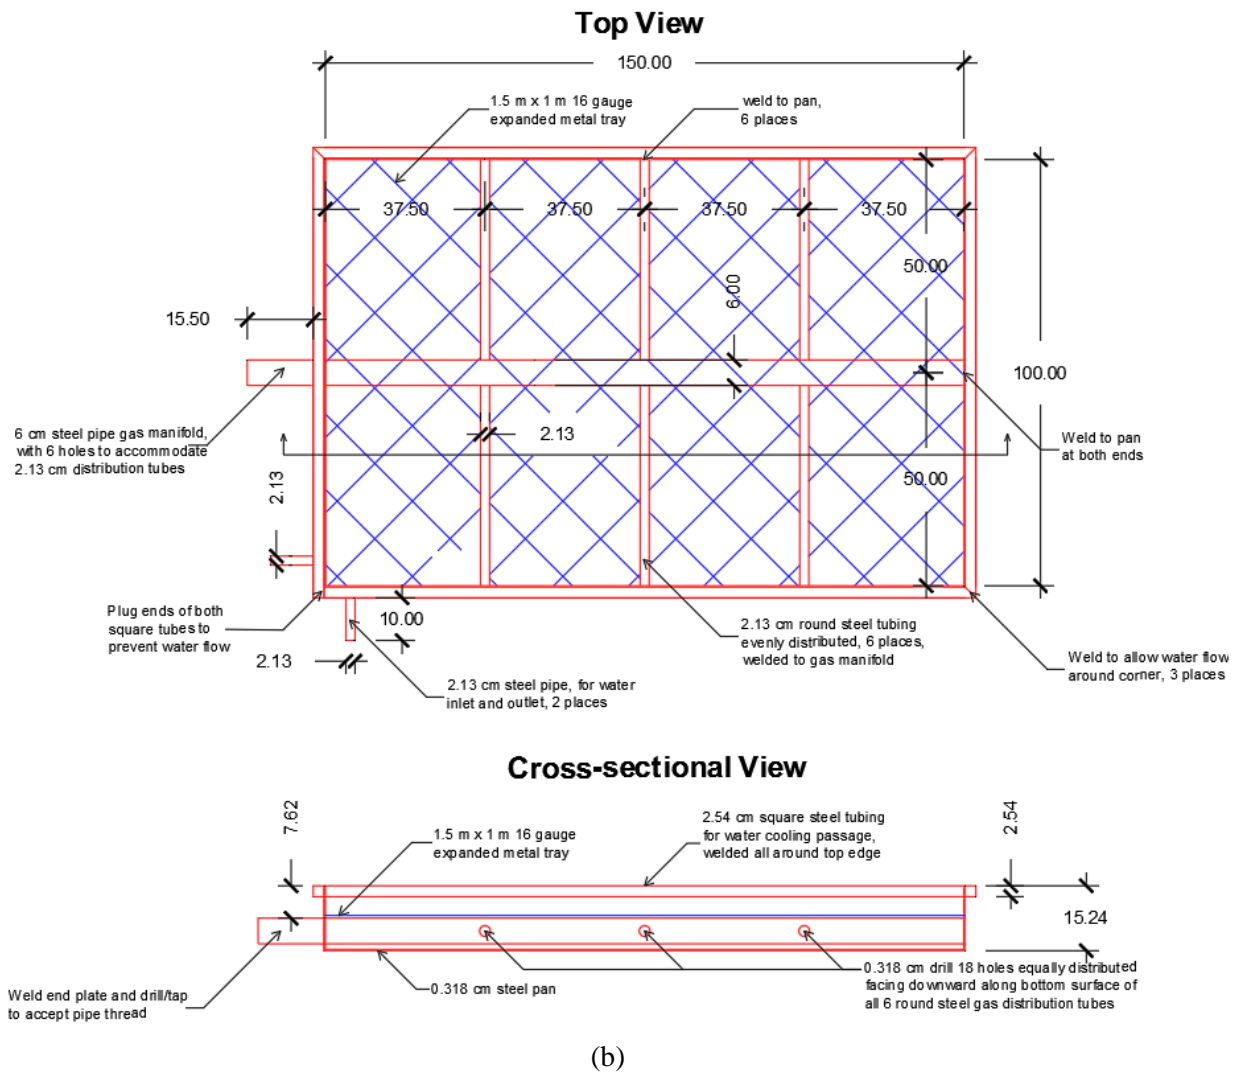 Top View
150.00
1.5 m x 1 m 16 gauge
expanded metal tray
weld to pan,
6 places
37.50
37.50
37.50
37.50
50.00
6.00
15.50
100.00
6 cm steel pipe gas manifold,
with 6 holes to accommodate
2.13 cm distribution tubes
2.13
Weld to pan
at both ends
2.13
50.00
Plug ends of both
square tubes to
prevent water flow
10.00
2.13
2.13 cm round steel tubing
evenly distributed, 6 places,
welded to gas manifold
Weld to allow water flow
around corner, 3 places
2.13 cm steel pipe, for water
inlet and outlet, 2 places
Cross-sectional View
7.62
1.5 m x 1 m 16 gauge
expanded metal tray
2.54 cm square steel tubing
for water cooling passage,
welded all around top edge
2.54
15.24
Weld end plate and drill/tap
to accept pipe thread
0.318 cm steel pan
0.318 cm drill 18 holes equally distributed
facing downward along bottom surface of
all 6 round steel gas distribution tubes
(b)